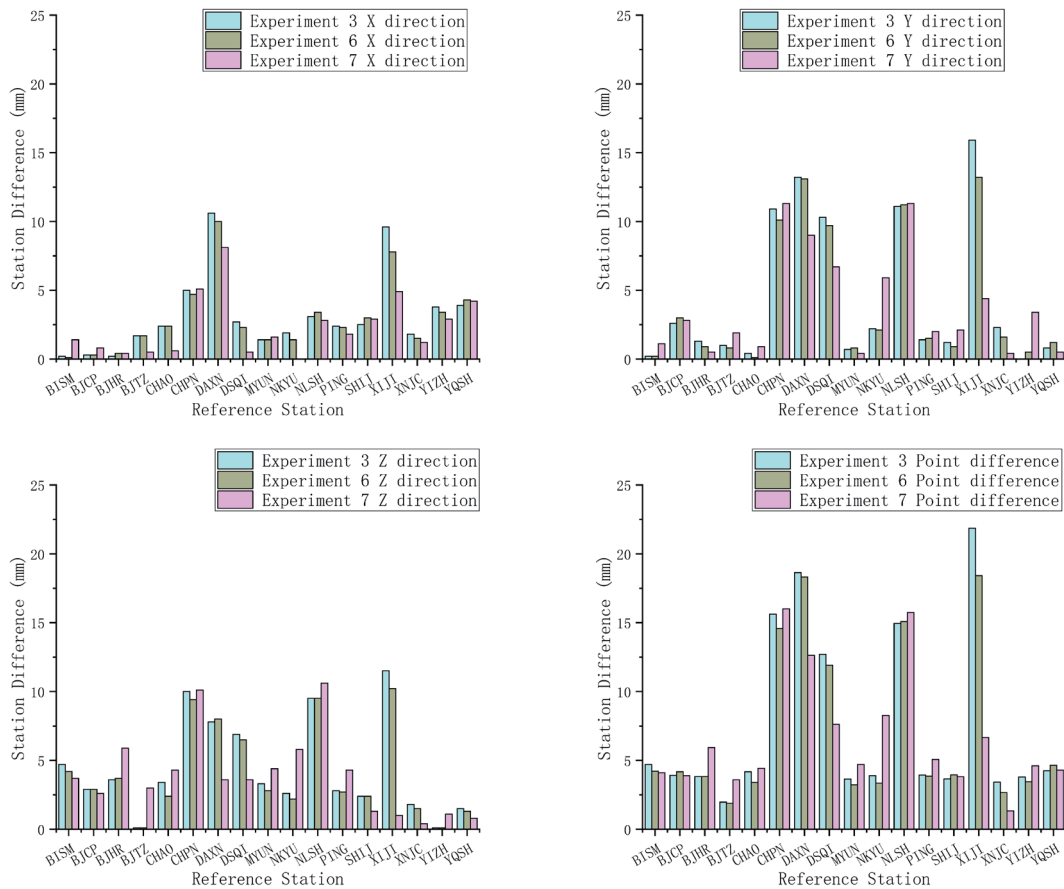 Experiment 3 X direction
Experiment 6 X direction
Experiment 7 X direction
Station Difference (mm)
25
20
15
10
5
0
BISM BJCP BJHR BJTZ CHAO CHPN DAXN DSQI MYUN NKYU NLSH PING SHIJ XIJI XNJC YIZH YQSH
Reference Station
Experiment 3 Y direction
Experiment 6 Y direction
Experiment 7 Y direction
Station Difference (mm)
25
20
15
10
5
0
BISM BJCP BJHR BJTZ CHAO CHPN DAXN DSQI MYUN NKYU NLSH PING SHIJ XIJI XNJC YIZH YQSH
Reference Station
Experiment 3 Z direction
Experiment 6 Z direction
Experiment 7 Z direction
Station Difference (mm)
25
20
15
10
5
0
BISM BJCP BJHR BJTZ CHAO CHPN DAXN DSQI MYUN NKYU NLSH PING SHIJ XIJI XNJC YIZH YQSH
Reference Station
Experiment 3 Point difference
Experiment 6 Point difference
Experiment 7 Point difference
Station Difference (mm)
25
20
15
10
5
0
BISM BJCP BJHR BJTZ CHAO CHPN DAXN DSQI MYUN NKYU NLSH PING SHIJ XIJI XNJC YIZH YQSH
Reference Station